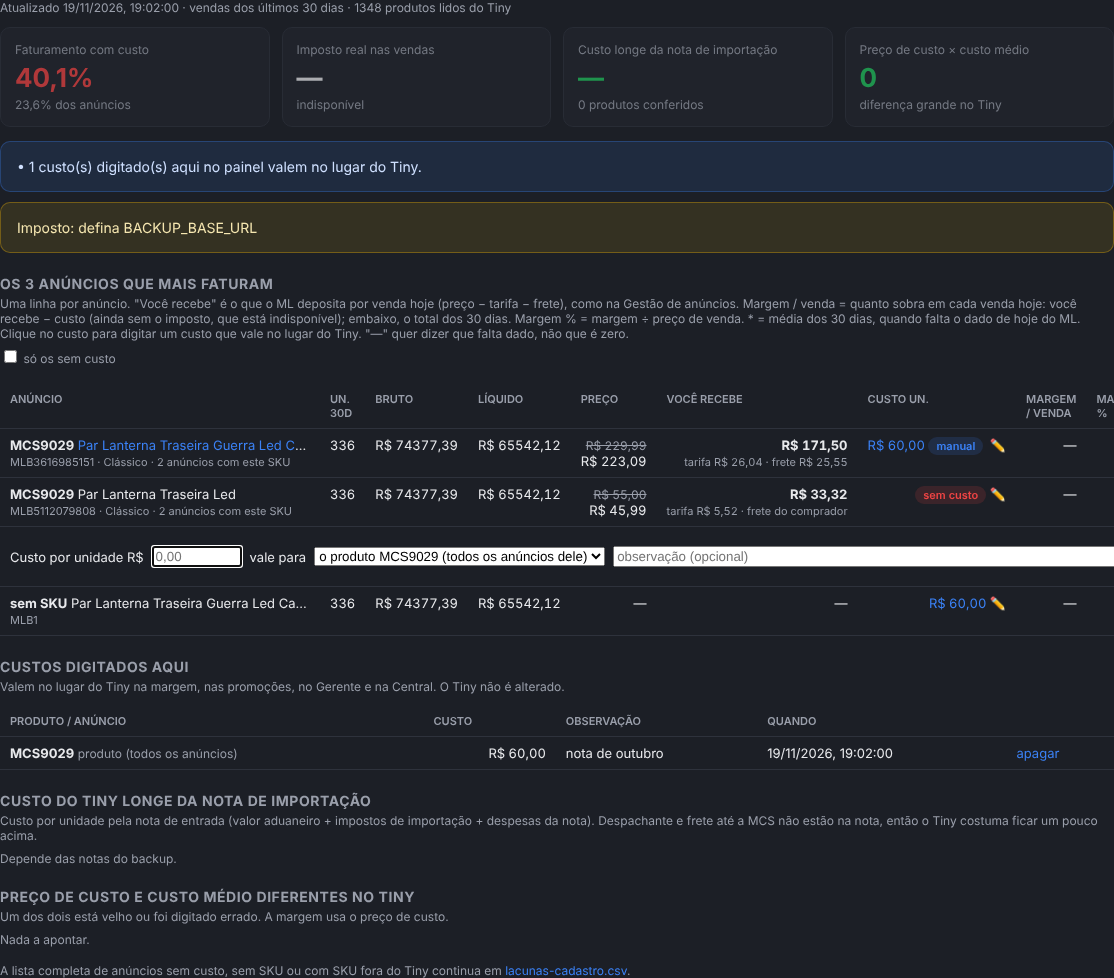 Atualizado 19/11/2026, 19:02:00 · vendas dos últimos 30 dias · 1348 produtos lidos do Tiny
Faturamento com custo
40,1%
23,6% dos anúncios
Imposto real nas vendas
—
indisponível
Custo longe da nota de importação
—
0 produtos conferidos
Preço de custo × custo médio
0
diferença grande no Tiny
• 1 custo(s) digitado(s) aqui no painel valem no lugar do Tiny.
Imposto: defina BACKUP_BASE_URL
OS 3 ANÚNCIOS QUE MAIS FATURAM
Uma linha por anúncio. "Você recebe" é o que o ML deposita por venda hoje (preço − tarifa − frete), como na Gestão de anúncios. Margem / venda = quanto sobra em cada venda hoje: você
recebe − custo (ainda sem o imposto, que está indisponível); embaixo, o total dos 30 dias. Margem % = margem ÷ preço de venda. * = média dos 30 dias, quando falta o dado de hoje do ML.
Clique no custo para digitar um custo que vale no lugar do Tiny. "—" quer dizer que falta dado, não que é zero.
só os sem custo
ANÚNCIO UN. 30D BRUTO LÍQUIDO PREÇO VOCÊ RECEBE CUSTO UN. MARGEM / VENDA MA %
MCS9029 Par Lanterna Traseira Guerra Led C... 336 R$ 74377,39 R$ 65542,12 R$ 229,99 R$ 171,50 R$ 60,00 manual ✏️ —
MLB3616985151 · Clássico · 2 anúncios com este SKU R$ 223,09 tarifa R$ 26,04 · frete R$ 25,55
MCS9029 Par Lanterna Traseira Led 336 R$ 74377,39 R$ 65542,12 R$ 55,00 R$ 33,32 sem custo ✏️ —
MLB5112079808 · Clássico · 2 anúncios com este SKU R$ 45,99 tarifa R$ 5,52 · frete do comprador
Custo por unidade R$ 0,00 vale para o produto MCS9029 (todos os anúncios dele) observação (opcional)
sem SKU Par Lanterna Traseira Guerra Led Ca... 336 R$ 74377,39 R$ 65542,12 — — R$ 60,00 ✏️ —
MLB1
CUSTOS DIGITADOS AQUI
Valem no lugar do Tiny na margem, nas promoções, no Gerente e na Central. O Tiny não é alterado.
PRODUTO / ANÚNCIO CUSTO OBSERVAÇÃO QUANDO
MCS9029 produto (todos os anúncios) R$ 60,00 nota de outubro 19/11/2026, 19:02:00 apagar
CUSTO DO TINY LONGE DA NOTA DE IMPORTAÇÃO
Custo por unidade pela nota de entrada (valor aduaneiro + impostos de importação + despesas da nota). Despachante e frete até a MCS não estão na nota, então o Tiny costuma ficar um pouco
acima.
Depende das notas do backup.
PREÇO DE CUSTO E CUSTO MÉDIO DIFERENTES NO TINY
Um dos dois está velho ou foi digitado errado. A margem usa o preço de custo.
Nada a apontar.
A lista completa de anúncios sem custo, sem SKU ou com SKU fora do Tiny continua em lacunas-cadastro.csv.